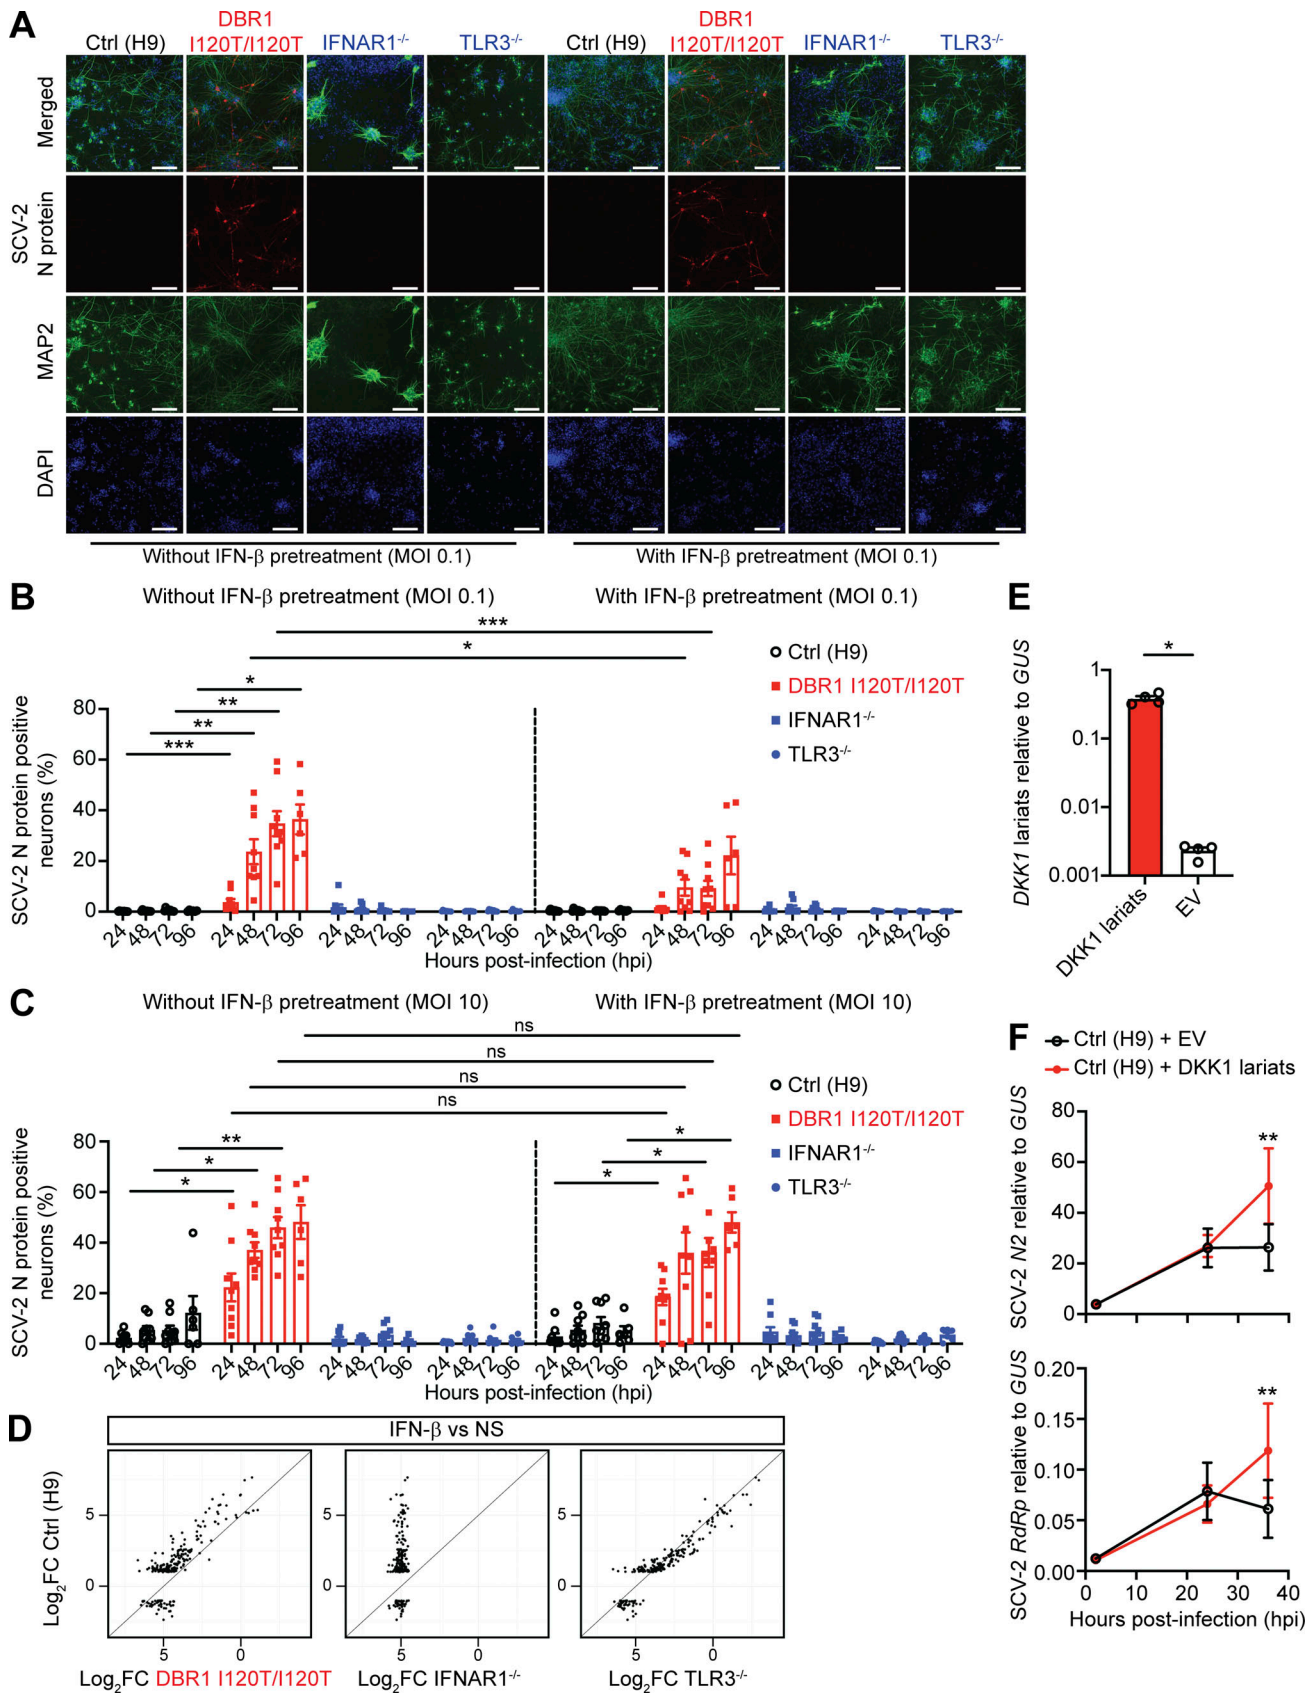 A
Ctrl (H9)
DBR1
I120T/I120T
IFNAR1-/-
TLR3-/-
Ctrl (H9)
DBR1
I120T/I120T
IFNAR1-/-
TLR3-/-
Merged
SCV-2
N protein
MAP2
DAPI
Without IFN-β pretreatment (MOI 0.1)
With IFN-β pretreatment (MOI 0.1)
B
Without IFN-β pretreatment (MOI 0.1)
With IFN-β pretreatment (MOI 0.1)
***
*
*
**
**
***
Ctrl (H9)
DBR1 I120T/I120T
IFNAR1-/-
TLR3-/-
SCV-2 N protein positive
neurons (%)
80
60
40
20
0
24 48 72 96
24 48 72 96
24 48 72 96
24 48 72 96
24 48 72 96
24 48 72 96
24 48 72 96
24 48 72 96
Hours post-infection (hpi)
C
Without IFN-β pretreatment (MOI 10)
With IFN-β pretreatment (MOI 10)
ns
ns
ns
ns
**
*
*
*
*
*
Ctrl (H9)
DBR1 I120T/I120T
IFNAR1-/-
TLR3-/-
SCV-2 N protein positive
neurons (%)
80
60
40
20
0
24 48 72 96
24 48 72 96
24 48 72 96
24 48 72 96
24 48 72 96
24 48 72 96
24 48 72 96
24 48 72 96
Hours post-infection (hpi)
D
IFN-β vs NS
Log2FC Ctrl (H9)
5
0
5
0
5
0
5 0
5 0
5 0
Log2FC DBR1 I120T/I120T
Log2FC IFNAR1-/-
Log2FC TLR3-/-
E
*
DKK1 lariats relative to GUS
1
0.1
0.01
0.001
DKK1 lariats
EV
F
Ctrl (H9) + EV
Ctrl (H9) + DKK1 lariats
SCV-2 N2 relative to GUS
80
60
40
20
0
**
SCV-2 RdRp relative to GUS
0.20
0.15
0.10
0.05
0.00
**
0 10 20 30 40
Hours post-infection (hpi)